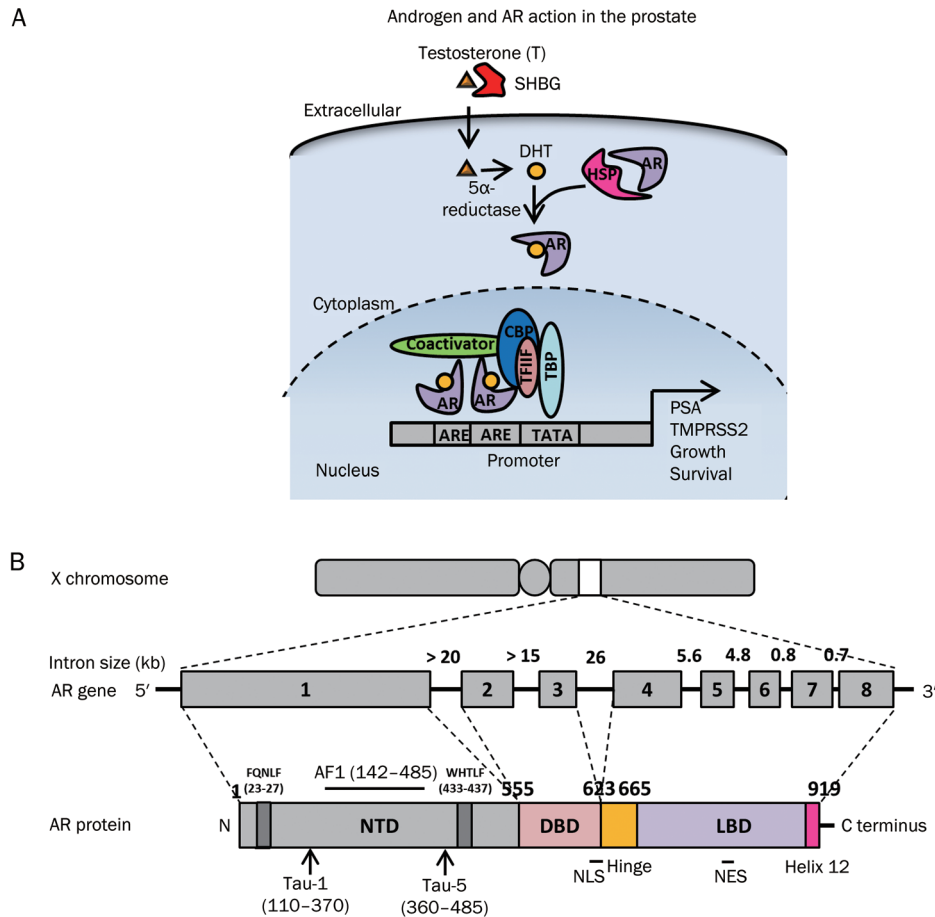 A
Androgen and AR action in the prostate
Testosterone (T)
SHBG
Extracellular
DHT
HSP
AR
5α-
reductase
AR
Cytoplasm
CBP
Coactivator
TFIIF
TBP
AR
AR
ARE
ARE
TATA
Promoter
Nucleus
PSA
TMPRSS2
Growth
Survival
B
X chromosome
Intron size (kb)
> 20
> 15
26
5.6
4.8
0.8
0.7
AR gene
5′
1
2
3
4
5
6
7
8
3′
FQNLF
(23-27)
AF1 (142–485)
WHTLF
(433-437)
1
555
623
665
919
AR protein
N
NTD
DBD
LBD
C terminus
NLS
Hinge
NES
Helix 12
Tau-1
(110–370)
Tau-5
(360–485)